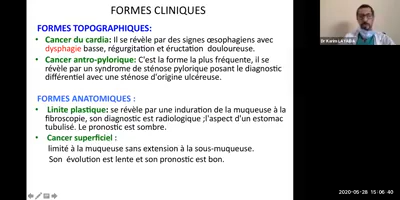 FORMES CLINIQUES
FORMES TOPOGRAPHIQUES:
• Cancer du cardia: Il se révèle par des signes œsophagiens avec
dysphagie basse, régurgitation et éructation douloureuse.
• Cancer antro-pylorique: C'est la forme la plus fréquente, il se
révèle par un syndrome de sténose pylorique posant le diagnostic
différentiel avec une sténose d'origine ulcéreuse.
FORMES ANATOMIQUES :
• Linite plastique: se révèle par une induration de la muqueuse à la
fibroscopie, son diagnostic est radiologique ;l'aspect d'un estomac
tubulisé. Le pronostic est sombre.
• Cancer superficiel :
limité à la muqueuse sans extension à la sous-muqueuse.
Son évolution est lente et son pronostic est bon.
2020-05-28 15:06:40